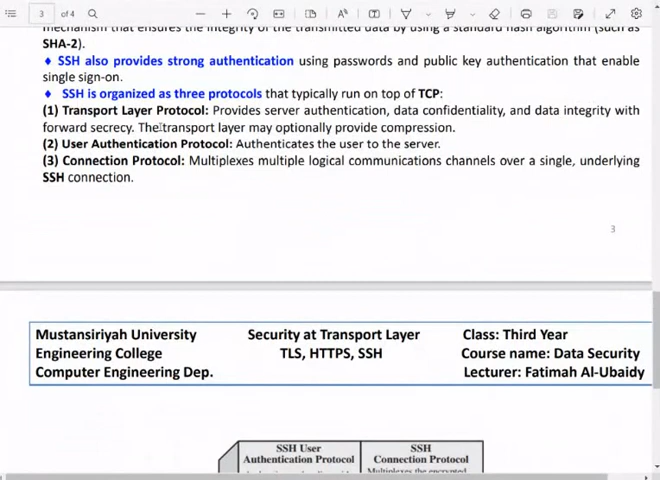 3 of 4
mechanism that ensures the integrity of the transmitted data by using a standard hash algorithm (such as
SHA-2).
♦ SSH also provides strong authentication using passwords and public key authentication that enable
single sign-on.
♦ SSH is organized as three protocols that typically run on top of TCP:
(1) Transport Layer Protocol: Provides server authentication, data confidentiality, and data integrity with
forward secrecy. The transport layer may optionally provide compression.
(2) User Authentication Protocol: Authenticates the user to the server.
(3) Connection Protocol: Multiplexes multiple logical communications channels over a single, underlying
SSH connection.
3
Mustansiriyah University Security at Transport Layer Class: Third Year
Engineering College TLS, HTTPS, SSH Course name: Data Security
Computer Engineering Dep. Lecturer: Fatimah Al-Ubaidy
SSH User SSH
Authentication Protocol Connection Protocol
Multiplexes the encrypted